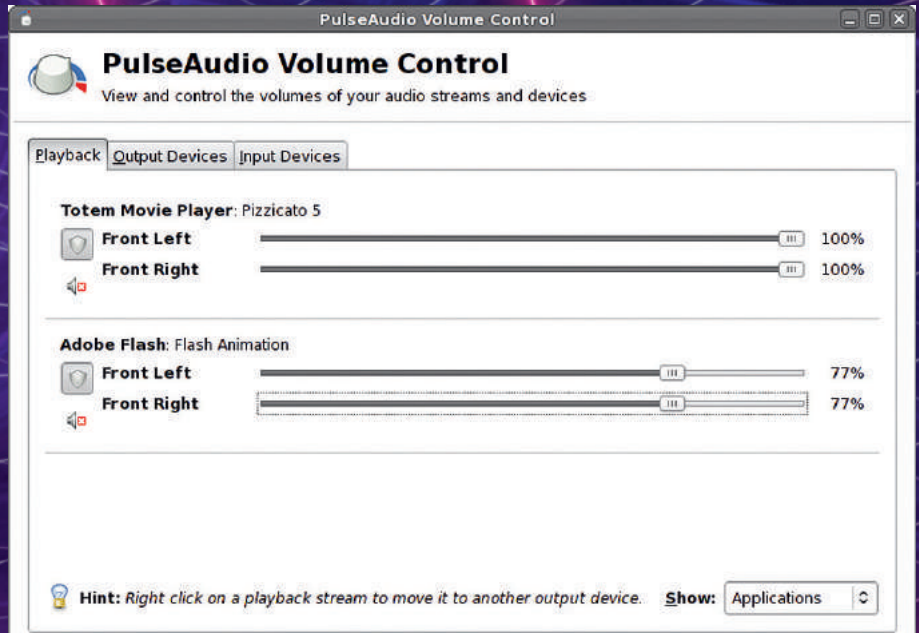 PulseAudio Volume Control
PulseAudio Volume Control
View and control the volumes of your audio streams and devices
Playback Output Devices Input Devices
Totem Movie Player: Pizzicato 5
Front Left 100%
Front Right 100%
Adobe Flash: Flash Animation
Front Left 77%
Front Right 77%
Hint: Right click on a playback stream to move it to another output device. Show: Applications